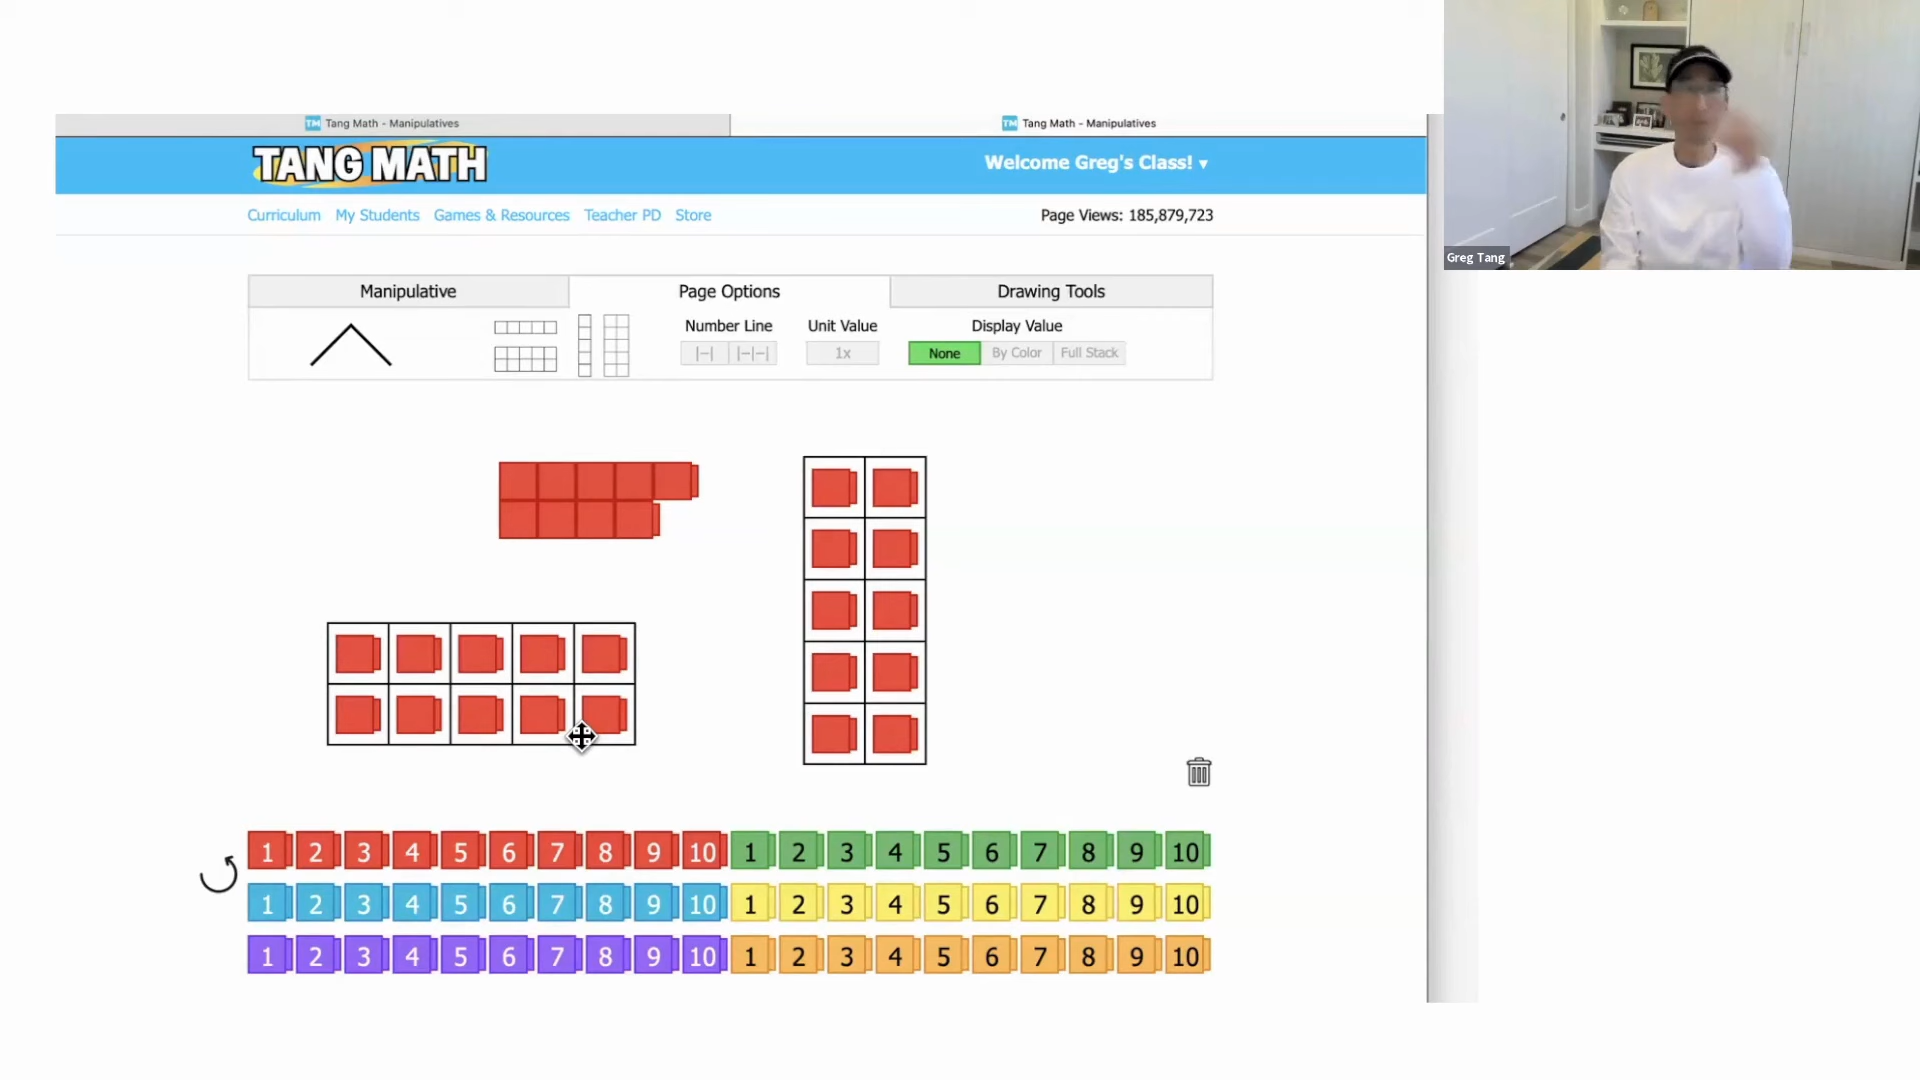 TM Tang Math - Manipulatives
TM Tang Math - Manipulatives
TANG MATH
Welcome Greg's Class! ▾
Curriculum My Students Games & Resources Teacher PD Store
Page Views: 185,879,723
Manipulative Page Options Drawing Tools
Number Line Unit Value Display Value
|–| |–|–| 1x None By Color Full Stack
1 2 3 4 5 6 7 8 9 10 1 2 3 4 5 6 7 8 9 10
1 2 3 4 5 6 7 8 9 10 1 2 3 4 5 6 7 8 9 10
1 2 3 4 5 6 7 8 9 10 1 2 3 4 5 6 7 8 9 10
Greg Tang